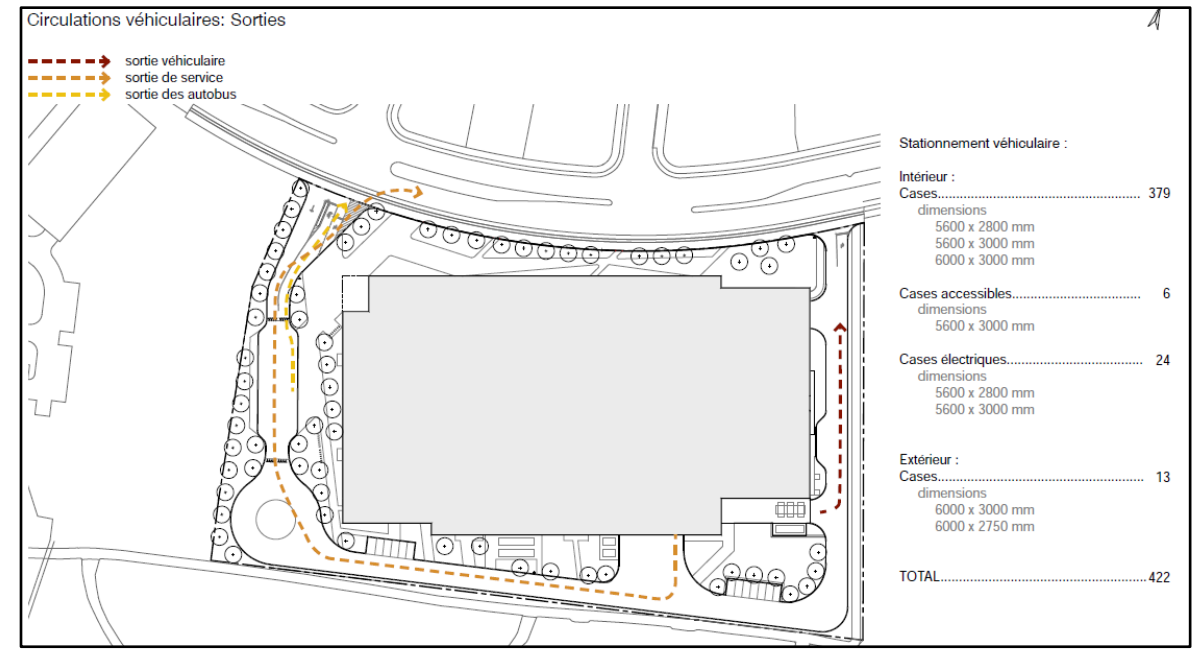 Circulations véhiculaires: Sorties
sortie véhiculaire
sortie de service
sortie des autobus
Stationnement véhiculaire :
Intérieur :
Cases.................................................... 379
dimensions
5600 x 2800 mm
5600 x 3000 mm
6000 x 3000 mm
Cases accessibles................................ 6
dimensions
5600 x 3000 mm
Cases électriques.................................. 24
dimensions
5600 x 2800 mm
5600 x 3000 mm
Extérieur :
Cases.................................................... 13
dimensions
6000 x 3000 mm
6000 x 2750 mm
TOTAL....................................................422